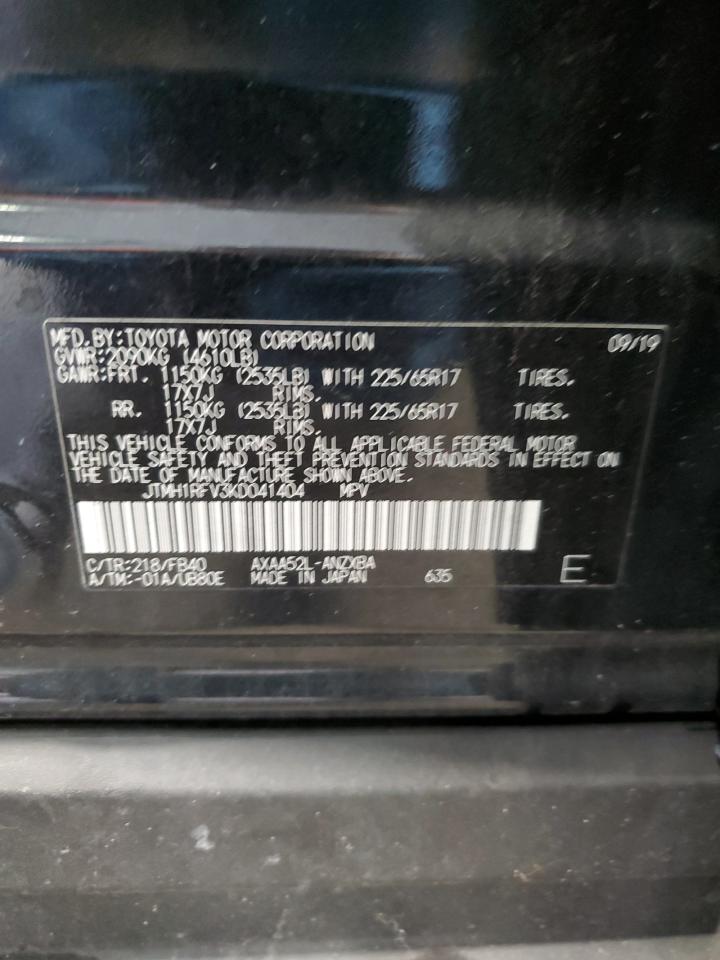 MFD.BY:TOYOTA MOTOR CORPORATION 09/19
GVWR:2090KG (4610LB)
GAWR:FRT. 1150KG (2535LB) WITH 225/65R17 TIRES.
17X7J RIMS.
RR. 1150KG (2535LB) WITH 225/65R17 TIRES.
17X7J RIMS.
THIS VEHICLE CONFORMS TO ALL APPLICABLE FEDERAL MOTOR
VEHICLE SAFETY AND THEFT PREVENTION STANDARDS IN EFFECT ON
THE DATE OF MANUFACTURE SHOWN ABOVE.
JTMH1RFV3KD041404 MPV
C/TR:218/FB40 AXAA52L-ANZXBA
A/TM:-01A/UB80E MADE IN JAPAN 635 E